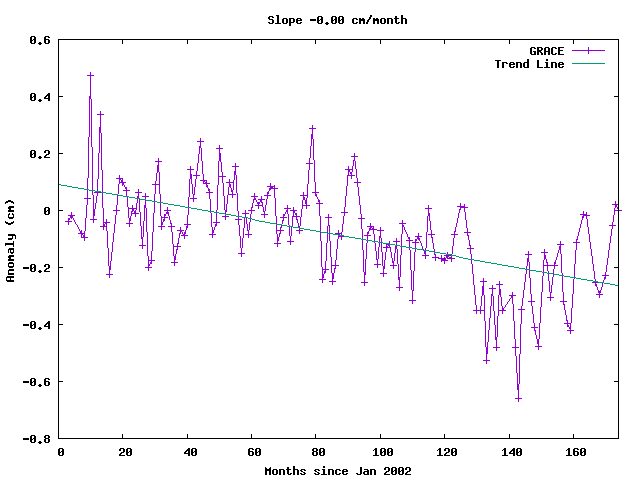 Slope -0.00 cm/month
GRACE
Trend Line
0.6
0.4
0.2
0
-0.2
-0.4
-0.6
-0.8
Anomaly (cm)
0 20 40 60 80 100 120 140 160
Months since Jan 2002